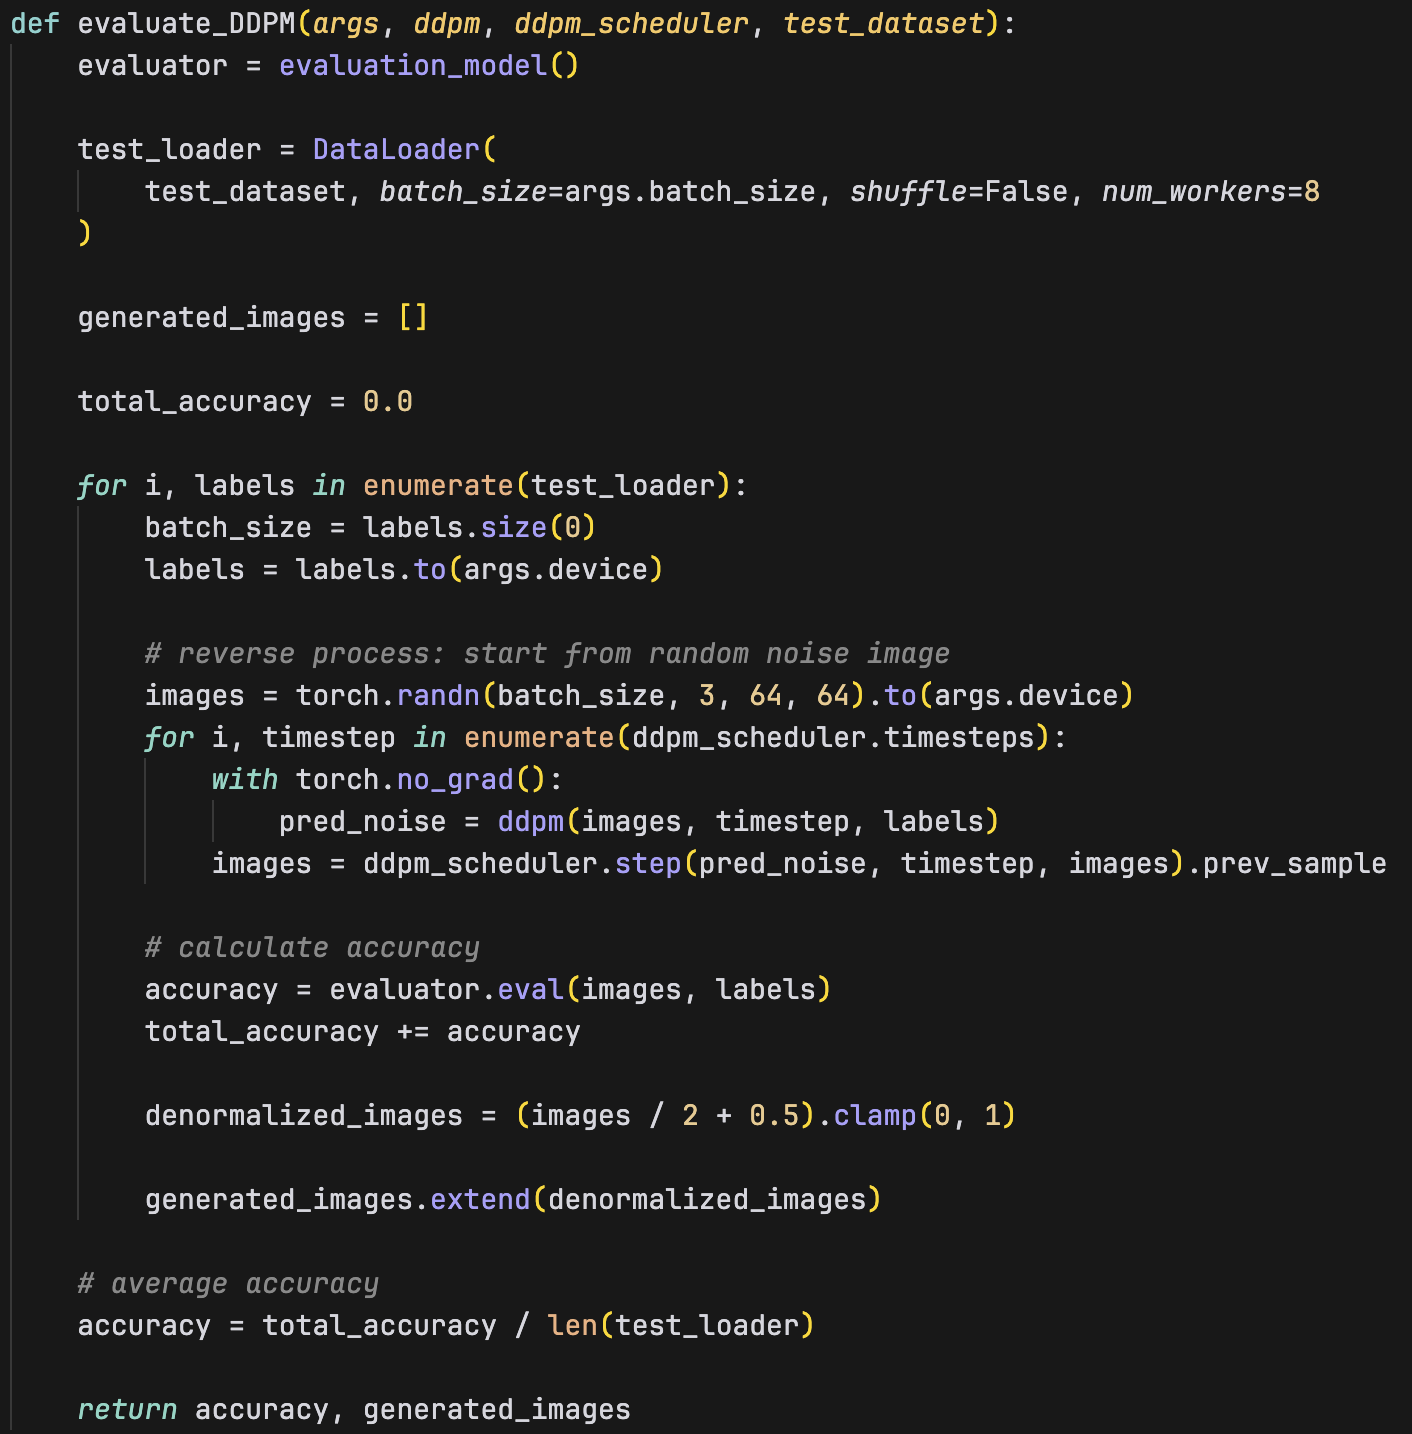 def evaluate_DDPM(args, ddpm, ddpm_scheduler, test_dataset):
    evaluator = evaluation_model()

    test_loader = DataLoader(
        test_dataset, batch_size=args.batch_size, shuffle=False, num_workers=8
    )

    generated_images = []

    total_accuracy = 0.0

    for i, labels in enumerate(test_loader):
        batch_size = labels.size(0)
        labels = labels.to(args.device)

        # reverse process: start from random noise image
        images = torch.randn(batch_size, 3, 64, 64).to(args.device)
        for i, timestep in enumerate(ddpm_scheduler.timesteps):
            with torch.no_grad():
                pred_noise = ddpm(images, timestep, labels)
            images = ddpm_scheduler.step(pred_noise, timestep, images).prev_sample

        # calculate accuracy
        accuracy = evaluator.eval(images, labels)
        total_accuracy += accuracy

        denormalized_images = (images / 2 + 0.5).clamp(0, 1)

        generated_images.extend(denormalized_images)

    # average accuracy
    accuracy = total_accuracy / len(test_loader)

    return accuracy, generated_images